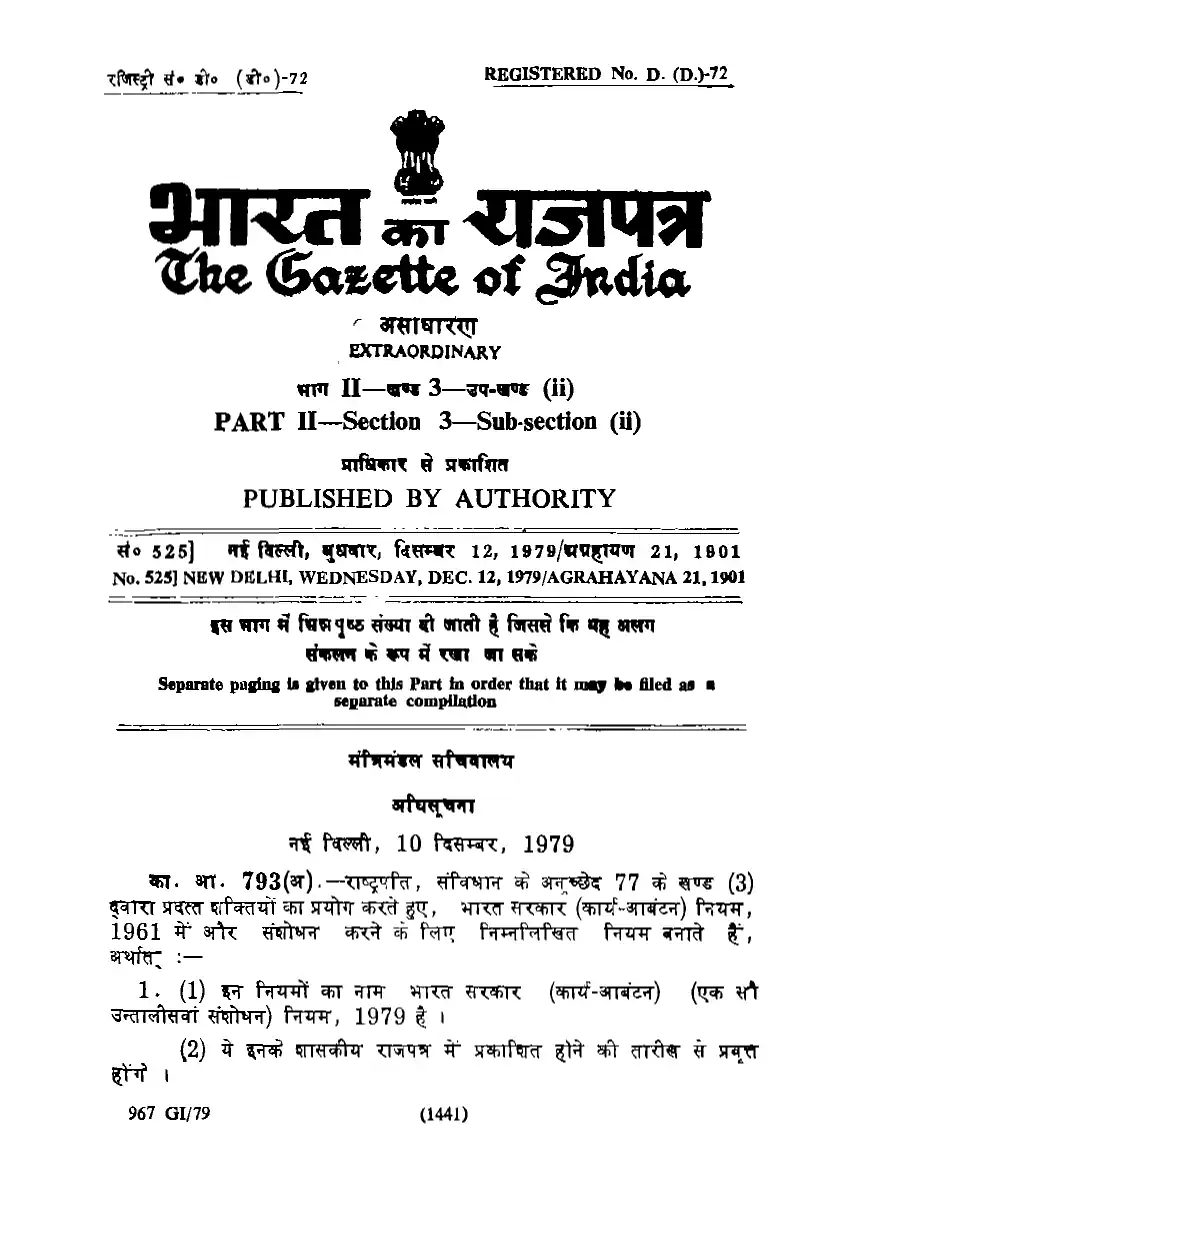 रजिस्ट्री सं० डी० (डी०)-72
REGISTERED No. D. (D.)-72
भारत का राजपत्र
The Gazette of India
असाधारण
EXTRAORDINARY
भाग II—खण्ड 3—उप-खण्ड (ii)
PART II—Section 3—Sub-section (ii)
प्राधिकार से प्रकाशित
PUBLISHED BY AUTHORITY
सं० 525] नई दिल्ली, बुधवार, दिसम्बर 12, 1979/अग्रहायण 21, 1901
No. 525] NEW DELHI, WEDNESDAY, DEC. 12, 1979/AGRAHAYANA 21, 1901
इस भाग में भिन्न पृष्ठ संख्या दी जाती है जिससे कि यह अलग
संकलन के रूप में रखा जा सके
Separate paging is given to this Part in order that it may be filed as a
separate compilation
मंत्रिमंडल सचिवालय
अधिसूचना
नई दिल्ली, 10 दिसम्बर, 1979
का. आ. 793(अ).—राष्ट्रपति, संविधान के अनुच्छेद 77 के खण्ड (3)
द्वारा प्रदत्त शक्तियों का प्रयोग करते हुए, भारत सरकार (कार्य-आबंटन) नियम,
1961 में और संशोधन करने के लिए निम्नलिखित नियम बनाते हैं,
अर्थात् :—
1. (1) इन नियमों का नाम भारत सरकार (कार्य-आबंटन) (एक सौ
उन्तालीसवां संशोधन) नियम, 1979 है ।
(2) ये इनके शासकीय राजपत्र में प्रकाशित होने की तारीख से प्रवृत्त
होंगे ।
967 GI/79
(1441)